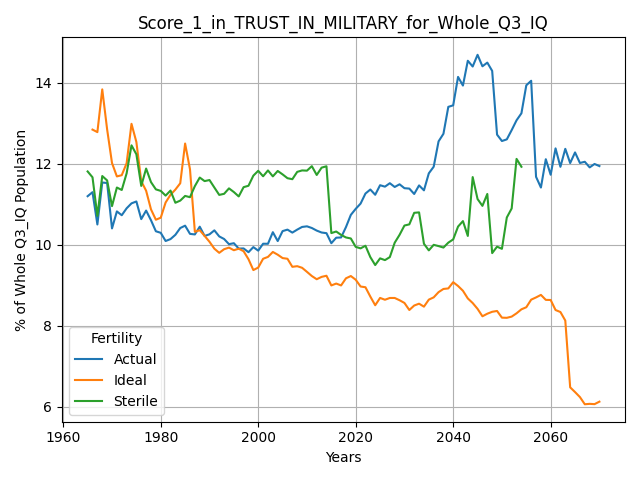 Score_1_in_TRUST_IN_MILITARY_for_Whole_Q3_IQ
% of Whole Q3_IQ Population
14
12
10
8
6
Fertility
Actual
Ideal
Sterile
1960 1980 2000 2020 2040 2060
Years